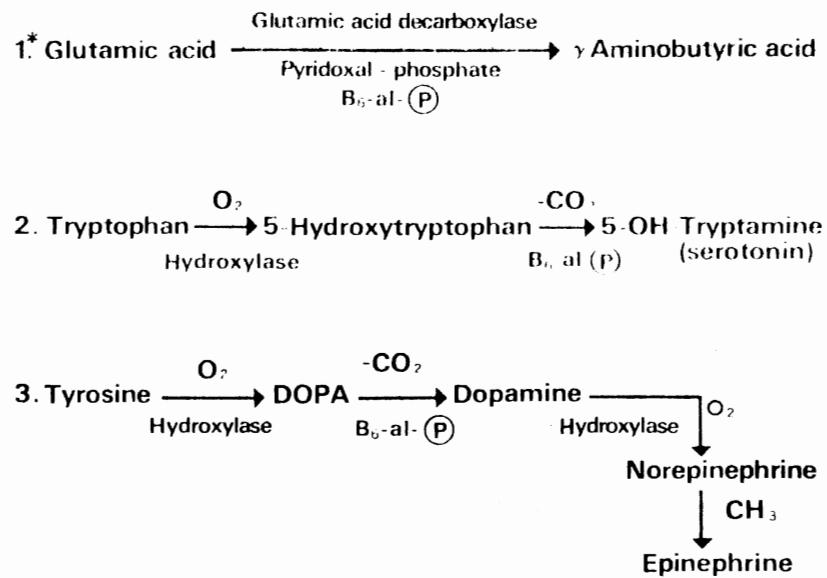 Glutamic acid decarboxylase
1.* Glutamic acid → γ Aminobutyric acid
Pyridoxal - phosphate
B₆-al-Ⓟ
O₂ -CO₂
2. Tryptophan → 5-Hydroxytryptophan → 5-OH Tryptamine
Hydroxylase B₆ al (P) (serotonin)
O₂ -CO₂
3. Tyrosine → DOPA → Dopamine
Hydroxylase B₆-al-Ⓟ Hydroxylase O₂
Norepinephrine
CH₃
Epinephrine